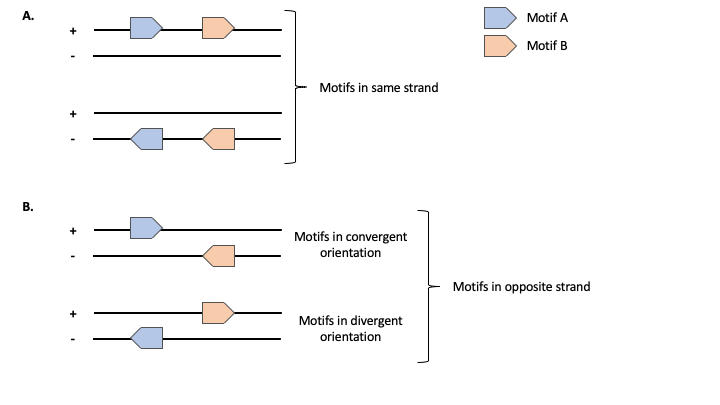 A.
Motif A
+
Motif B
-
Motifs in same strand
+
-
B.
+
Motifs in convergent
orientation
-
Motifs in opposite strand
+
Motifs in divergent
orientation
-